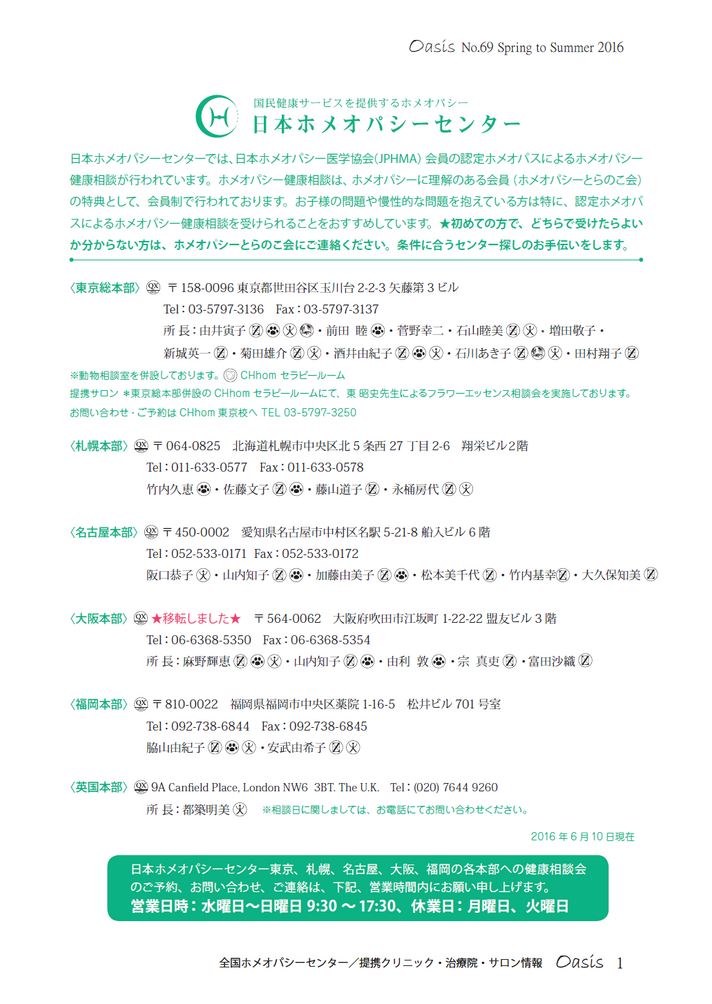 Oasis No.69 Spring to Summer 2016
国民健康サービスを提供するホメオパシー
日本ホメオパシーセンター
日本ホメオパシーセンターでは、日本ホメオパシー医学協会(JPHMA) 会員の認定ホメオパスによるホメオパシー
健康相談が行われています。ホメオパシー健康相談は、ホメオパシーに理解のある会員（ホメオパシーとらのこ会）
の特典として、会員制で行われております。お子様の問題や慢性的な問題を抱えている方は特に、認定ホメオパ
スによるホメオパシー健康相談を受けられることをおすすめしています。★初めての方で、どちらで受けたらよい
か分からない方は、ホメオパシーとらのこ会にご連絡ください。条件に合うセンター探しのお手伝いをします。
〈東京総本部〉 QX 〒158-0096 東京都世田谷区玉川台 2-2-3 矢藤第 3 ビル
Tel：03-5797-3136 Fax：03-5797-3137
所 長：由井寅子 Z 火 ・前田 睦 ・菅野幸二・石山睦美 Z 火 ・増田敬子・
新城英一 Z ・菊田雄介 Z 火 ・酒井由紀子 Z 火 ・石川あき子 Z 火 ・田村翔子 Z
※動物相談室を併設しております。 CHhom セラピールーム
提携サロン ＊東京総本部併設の CHhom セラピールームにて、東 昭史先生によるフラワーエッセンス相談会を実施しております。
お問い合わせ・ご予約は CHhom 東京校へ TEL 03-5797-3250
〈札幌本部〉 QX 〒064-0825 北海道札幌市中央区北 5 条西 27 丁目 2-6 翔栄ビル2階
Tel：011-633-0577 Fax：011-633-0578
竹内久恵 ・佐藤文子 Z ・藤山道子 Z ・永桶房代 Z 火
〈名古屋本部〉 QX 〒450-0002 愛知県名古屋市中村区名駅 5-21-8 船入ビル 6 階
Tel：052-533-0171 Fax：052-533-0172
阪口恭子 火 ・山内知子 Z ・加藤由美子 Z ・松本美千代 Z ・竹内基幸 Z ・大久保知美 Z
〈大阪本部〉 QX ★移転しました★ 〒564-0062 大阪府吹田市江坂町 1-22-22 盟友ビル 3 階
Tel：06-6368-5350 Fax：06-6368-5354
所 長：麻野輝恵 Z 火 ・山内知子 Z ・由利 敦 ・宗 真吏 Z ・富田沙織 Z
〈福岡本部〉 QX 〒810-0022 福岡県福岡市中央区薬院 1-16-5 松井ビル 701 号室
Tel：092-738-6844 Fax：092-738-6845
脇山由紀子 Z 火 ・安武由希子 Z 火
〈英国本部〉 QX 9A Canfield Place, London NW6 3BT. The U.K. Tel：(020) 7644 9260
所 長：都築明美 火 ※相談日に関しましては、お電話にてお問い合わせください。
2016 年 6 月 10 日現在
日本ホメオパシーセンター東京、札幌、名古屋、大阪、福岡の各本部への健康相談会
のご予約、お問い合わせ、ご連絡は、下記、営業時間内にお願い申し上げます。
営業日時：水曜日〜日曜日 9:30 〜 17:30、休業日：月曜日、火曜日
全国ホメオパシーセンター／提携クリニック・治療院・サロン情報 Oasis 1